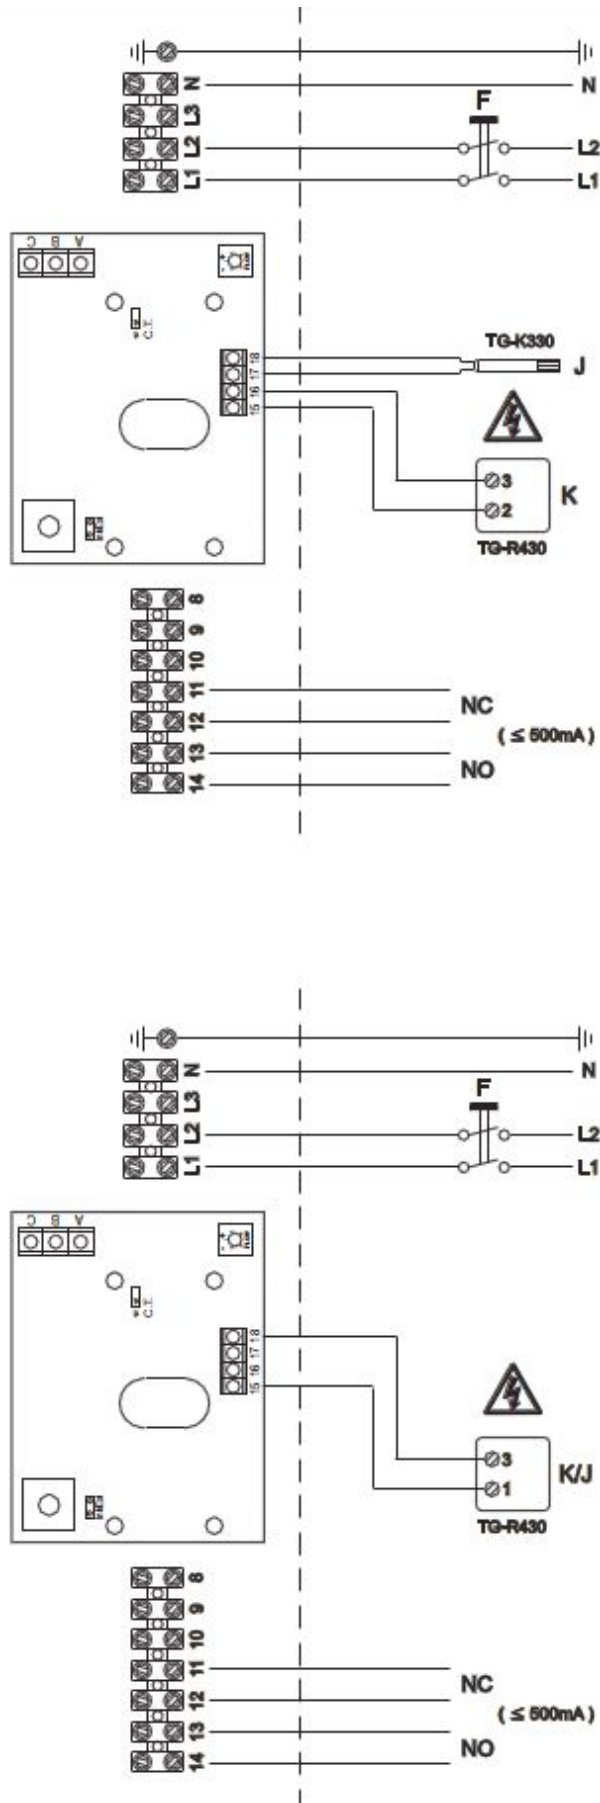 N
N
L3
F
L2
L2
L1
L1
C B A
+
-
C.T.
TG-K330
18
J
17
16
15
3
K
2
TG-R430
8
9
10
11
NC
12
( ≤ 500mA )
13
NO
14
N
N
L3
F
L2
L2
L1
L1
C B A
+
-
C.T.
18
17
16
15
3
K/J
1
TG-R430
8
9
10
11
NC
12
( ≤ 500mA )
13
NO
14